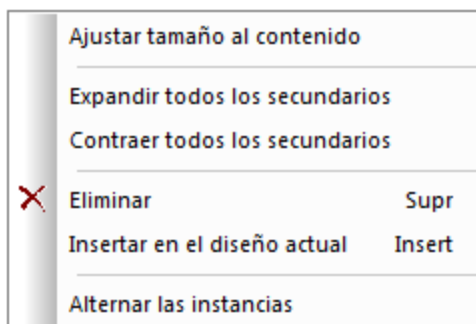 Ajustar tamaño al contenido
Expandir todos los secundarios
Contraer todos los secundarios
Eliminar Supr
Insertar en el diseño actual Insert
Alternar las instancias